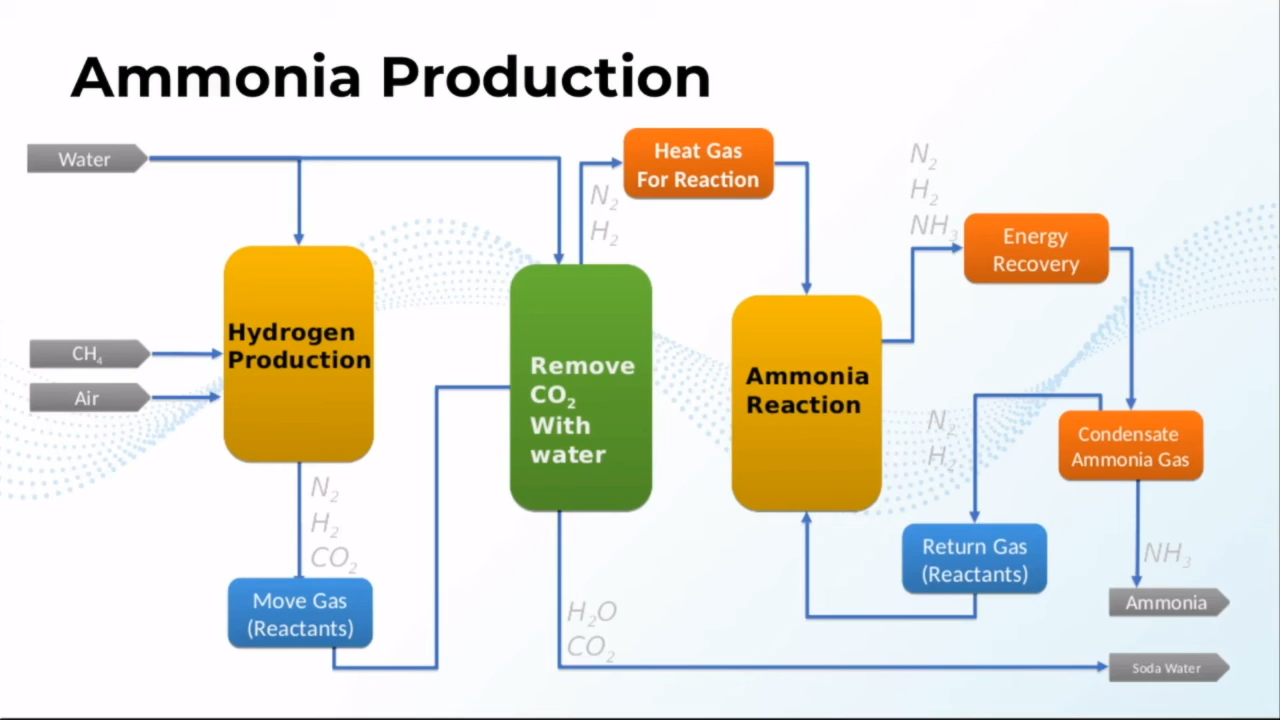 Ammonia Production
Water
Heat Gas
For Reaction
N₂
H₂
N₂
H₂
NH₃
Energy
Recovery
Hydrogen
Production
CH₄
Air
Remove
CO₂
With
water
Ammonia
Reaction
N₂
H₂
Condensate
Ammonia Gas
N₂
H₂
CO₂
Return Gas
(Reactants)
NH₃
Move Gas
(Reactants)
Ammonia
H₂O
CO₂
Soda Water